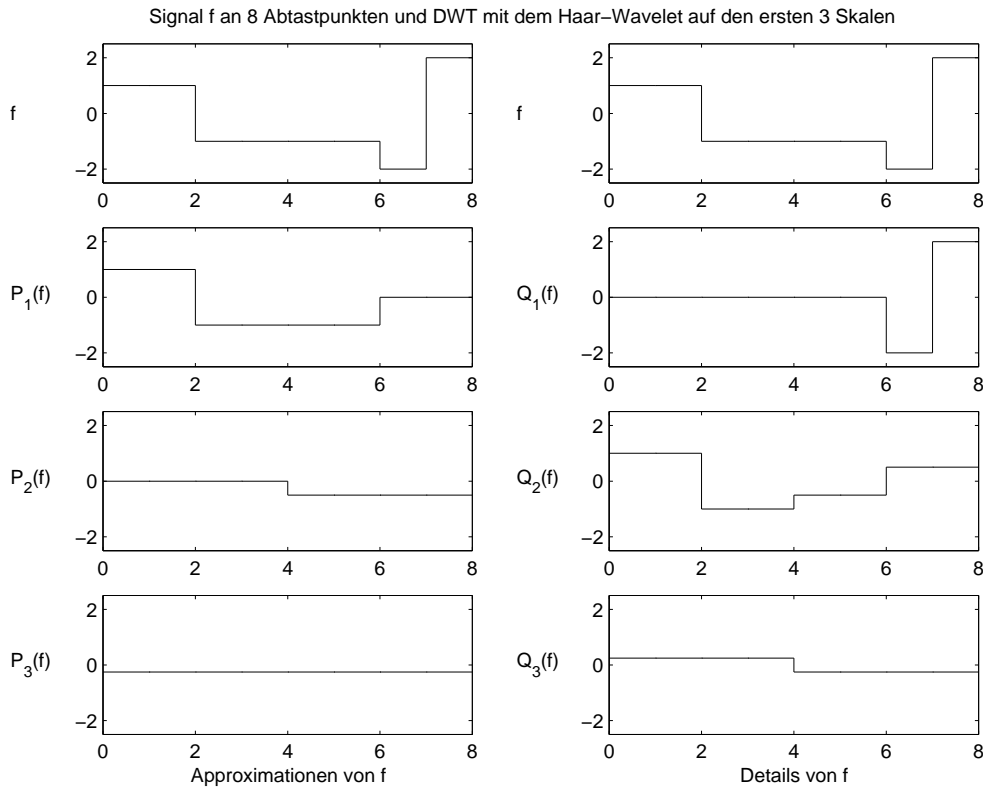 Signal f an 8 Abtastpunkten und DWT mit dem Haar−Wavelet auf den ersten 3 Skalen
f
2
0
−2
0 2 4 6 8
f
2
0
−2
0 2 4 6 8
P1(f)
2
0
−2
0 2 4 6 8
Q1(f)
2
0
−2
0 2 4 6 8
P2(f)
2
0
−2
0 2 4 6 8
Q2(f)
2
0
−2
0 2 4 6 8
P3(f)
2
0
−2
0 2 4 6 8
Approximationen von f
Q3(f)
2
0
−2
0 2 4 6 8
Details von f